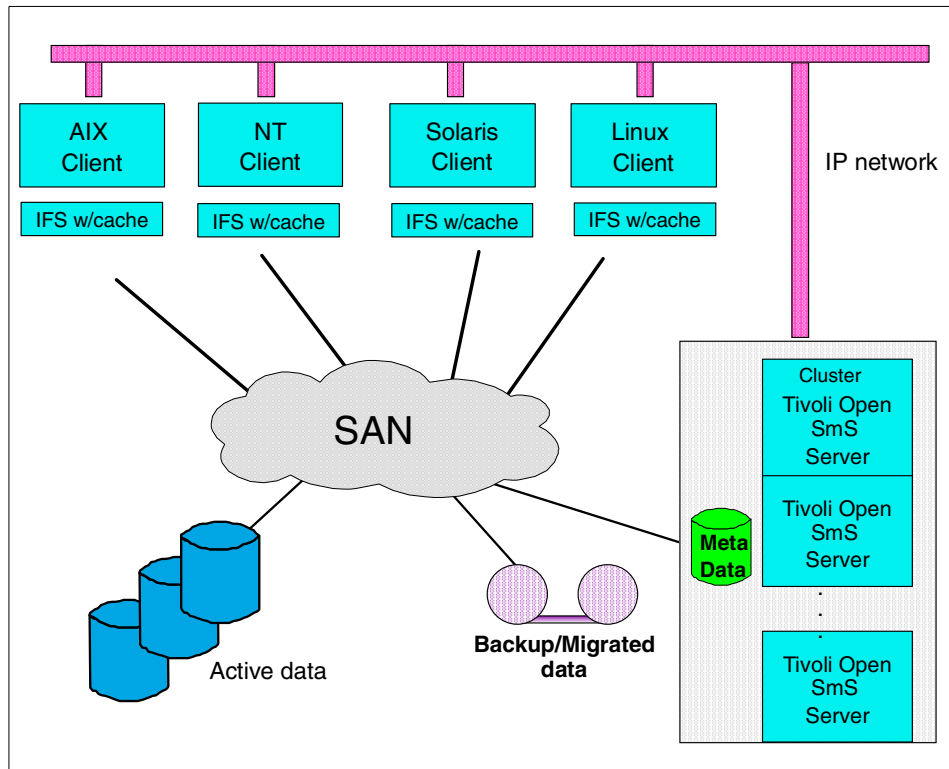 AIX
Client
NT
Client
Solaris
Client
Linux
Client
IP network
IFS w/cache
IFS w/cache
IFS w/cache
IFS w/cache
SAN
Cluster
Tivoli Open
SmS
Server
Tivoli Open
SmS
Server
Meta
Data
.
.
.
Tivoli Open
SmS
Server
Active data
Backup/Migrated
data